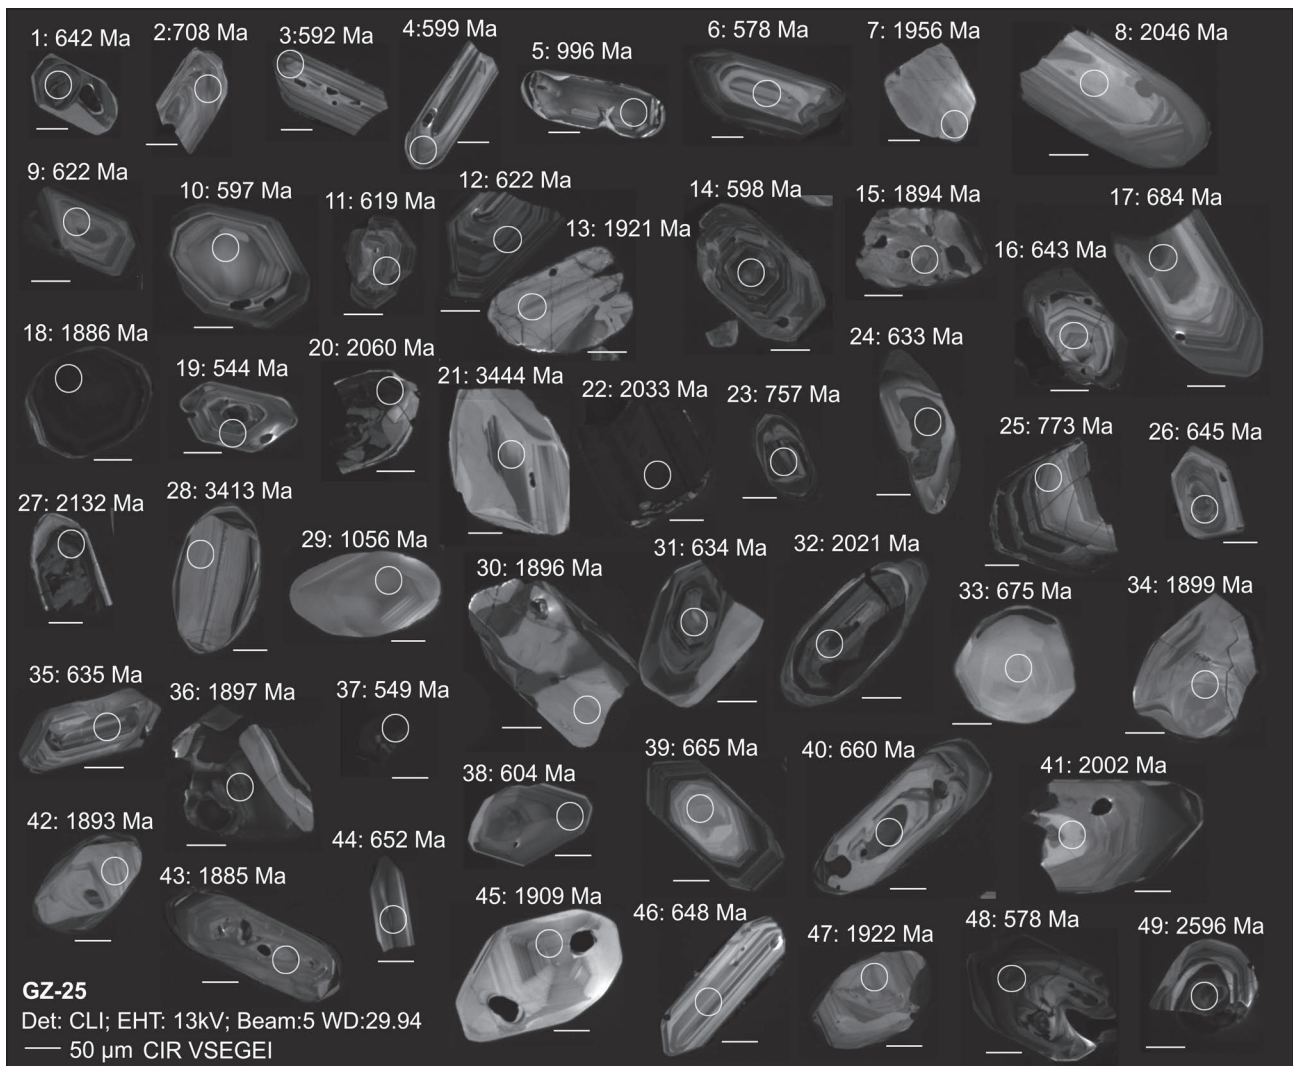 1: 642 Ma
2:708 Ma
3:592 Ma
4:599 Ma
5: 996 Ma
6: 578 Ma
7: 1956 Ma
8: 2046 Ma
9: 622 Ma
10: 597 Ma
11: 619 Ma
12: 622 Ma
13: 1921 Ma
14: 598 Ma
15: 1894 Ma
16: 643 Ma
17: 684 Ma
18: 1886 Ma
19: 544 Ma
20: 2060 Ma
21: 3444 Ma
22: 2033 Ma
23: 757 Ma
24: 633 Ma
25: 773 Ma
26: 645 Ma
27: 2132 Ma
28: 3413 Ma
29: 1056 Ma
30: 1896 Ma
31: 634 Ma
32: 2021 Ma
33: 675 Ma
34: 1899 Ma
35: 635 Ma
36: 1897 Ma
37: 549 Ma
38: 604 Ma
39: 665 Ma
40: 660 Ma
41: 2002 Ma
42: 1893 Ma
43: 1885 Ma
44: 652 Ma
45: 1909 Ma
46: 648 Ma
47: 1922 Ma
48: 578 Ma
49: 2596 Ma
GZ-25
Det: CLI; EHT: 13kV; Beam:5 WD:29.94
50 µm CIR VSEGEI